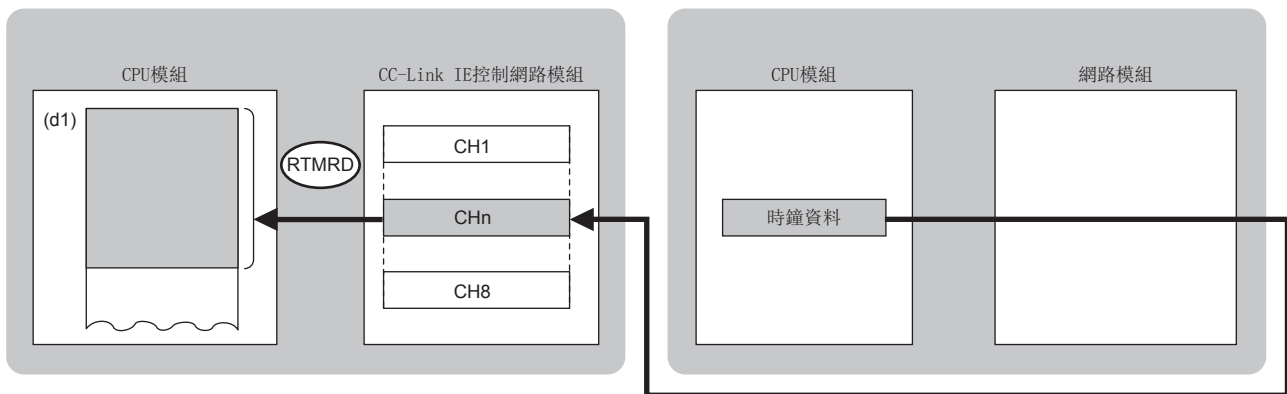 CPU模組
CC-Link IE控制網路模組
(d1)
RTMRD
CH1
CHn
CH8
CPU模組
網路模組
時鐘資料